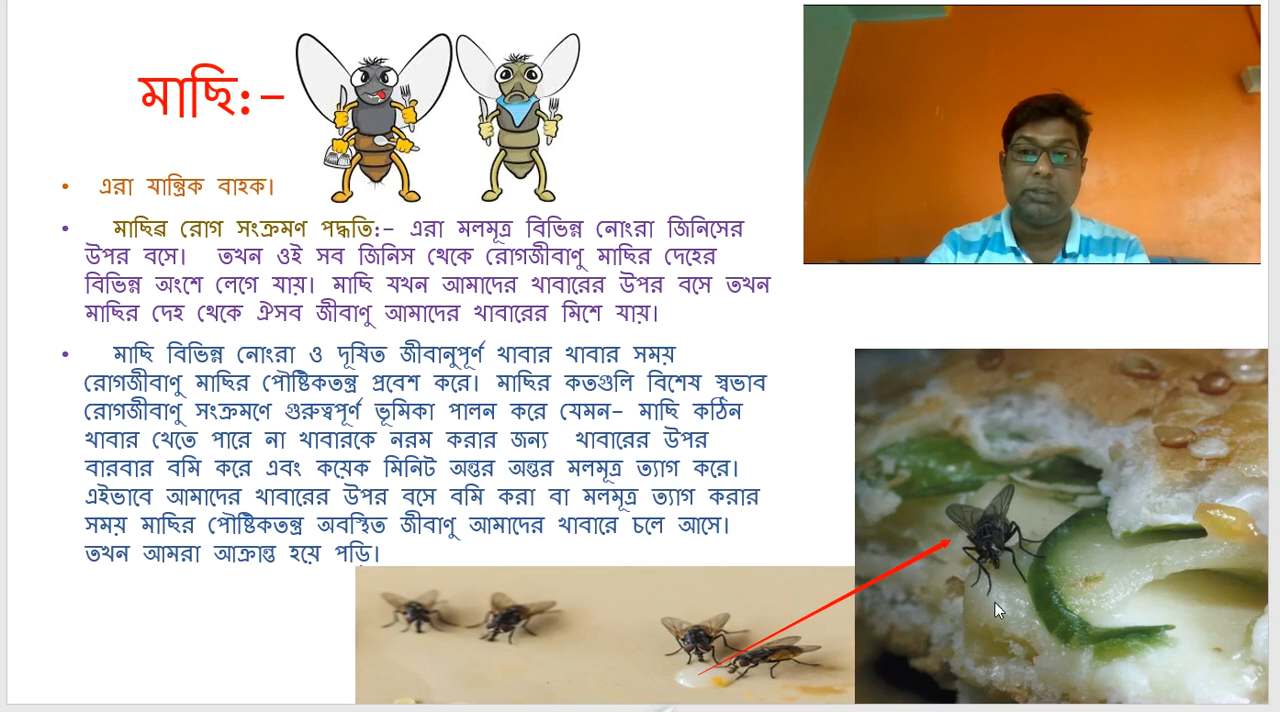 মাছি:-
• এরা যান্ত্রিক বাহক।
• মাছিৱ রোগ সংক্রমণ পদ্ধতি:- এরা মলমূত্র বিভিন্ন নোংরা জিনিসের
উপর বসে। তখন ওই সব জিনিস থেকে রোগজীবাণু মাছির দেহের
বিভিন্ন অংশে লেগে যায়। মাছি যখন আমাদের খাবারের উপর বসে তখন
মাছির দেহ থেকে ঐসব জীবাণু আমাদের খাবারের মিশে যায়।
• মাছি বিভিন্ন নোংরা ও দূষিত জীবানুপূর্ণ খাবার খাবার সময়
রোগজীবাণু মাছির পৌষ্টিকতন্ত্র প্রবেশ করে। মাছির কতগুলি বিশেষ স্বভাব
রোগজীবাণু সংক্রমণে গুরুত্বপূর্ণ ভূমিকা পালন করে যেমন- মাছি কঠিন
খাবার খেতে পারে না খাবারকে নরম করার জন্য খাবারের উপর
বারবার বমি করে এবং কয়েক মিনিট অন্তর অন্তর মলমূত্র ত্যাগ করে।
এইভাবে আমাদের খাবারের উপর বসে বমি করা বা মলমূত্র ত্যাগ করার
সময় মাছির পৌষ্টিকতন্ত্র অবস্থিত জীবাণু আমাদের খাবারে চলে আসে।
তখন আমরা আক্রান্ত হয়ে পড়ি।